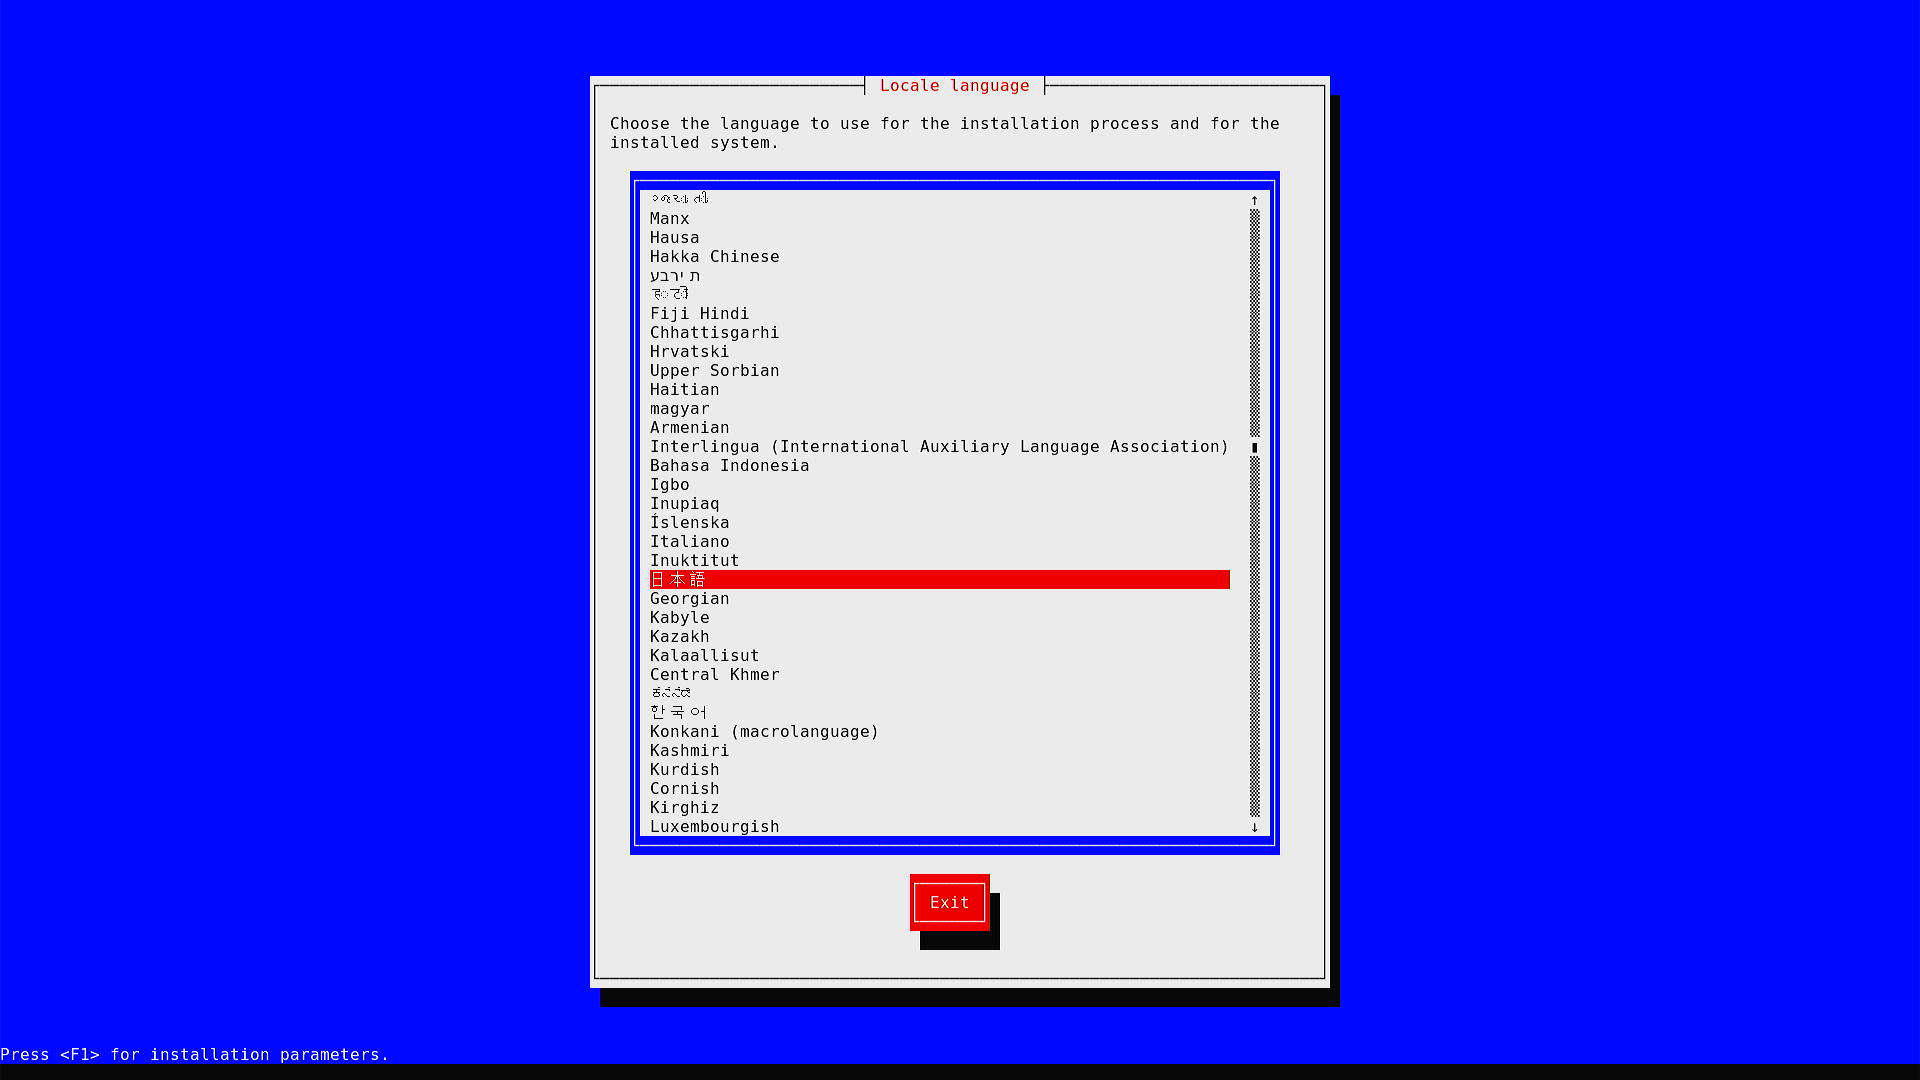 Locale language
Choose the language to use for the installation process and for the
installed system.
↑
Manx
Hausa
Hakka Chinese
עברית
Fiji Hindi
Chhattisgarhi
Hrvatski
Upper Sorbian
Haitian
magyar
Armenian
Interlingua (International Auxiliary Language Association)
Bahasa Indonesia
Igbo
Inupiaq
Íslenska
Italiano
Inuktitut
日本語
Georgian
Kabyle
Kazakh
Kalaallisut
Central Khmer
한국어
Konkani (macrolanguage)
Kashmiri
Kurdish
Cornish
Kirghiz
Luxembourgish
↓
Exit
Press <F1> for installation parameters.